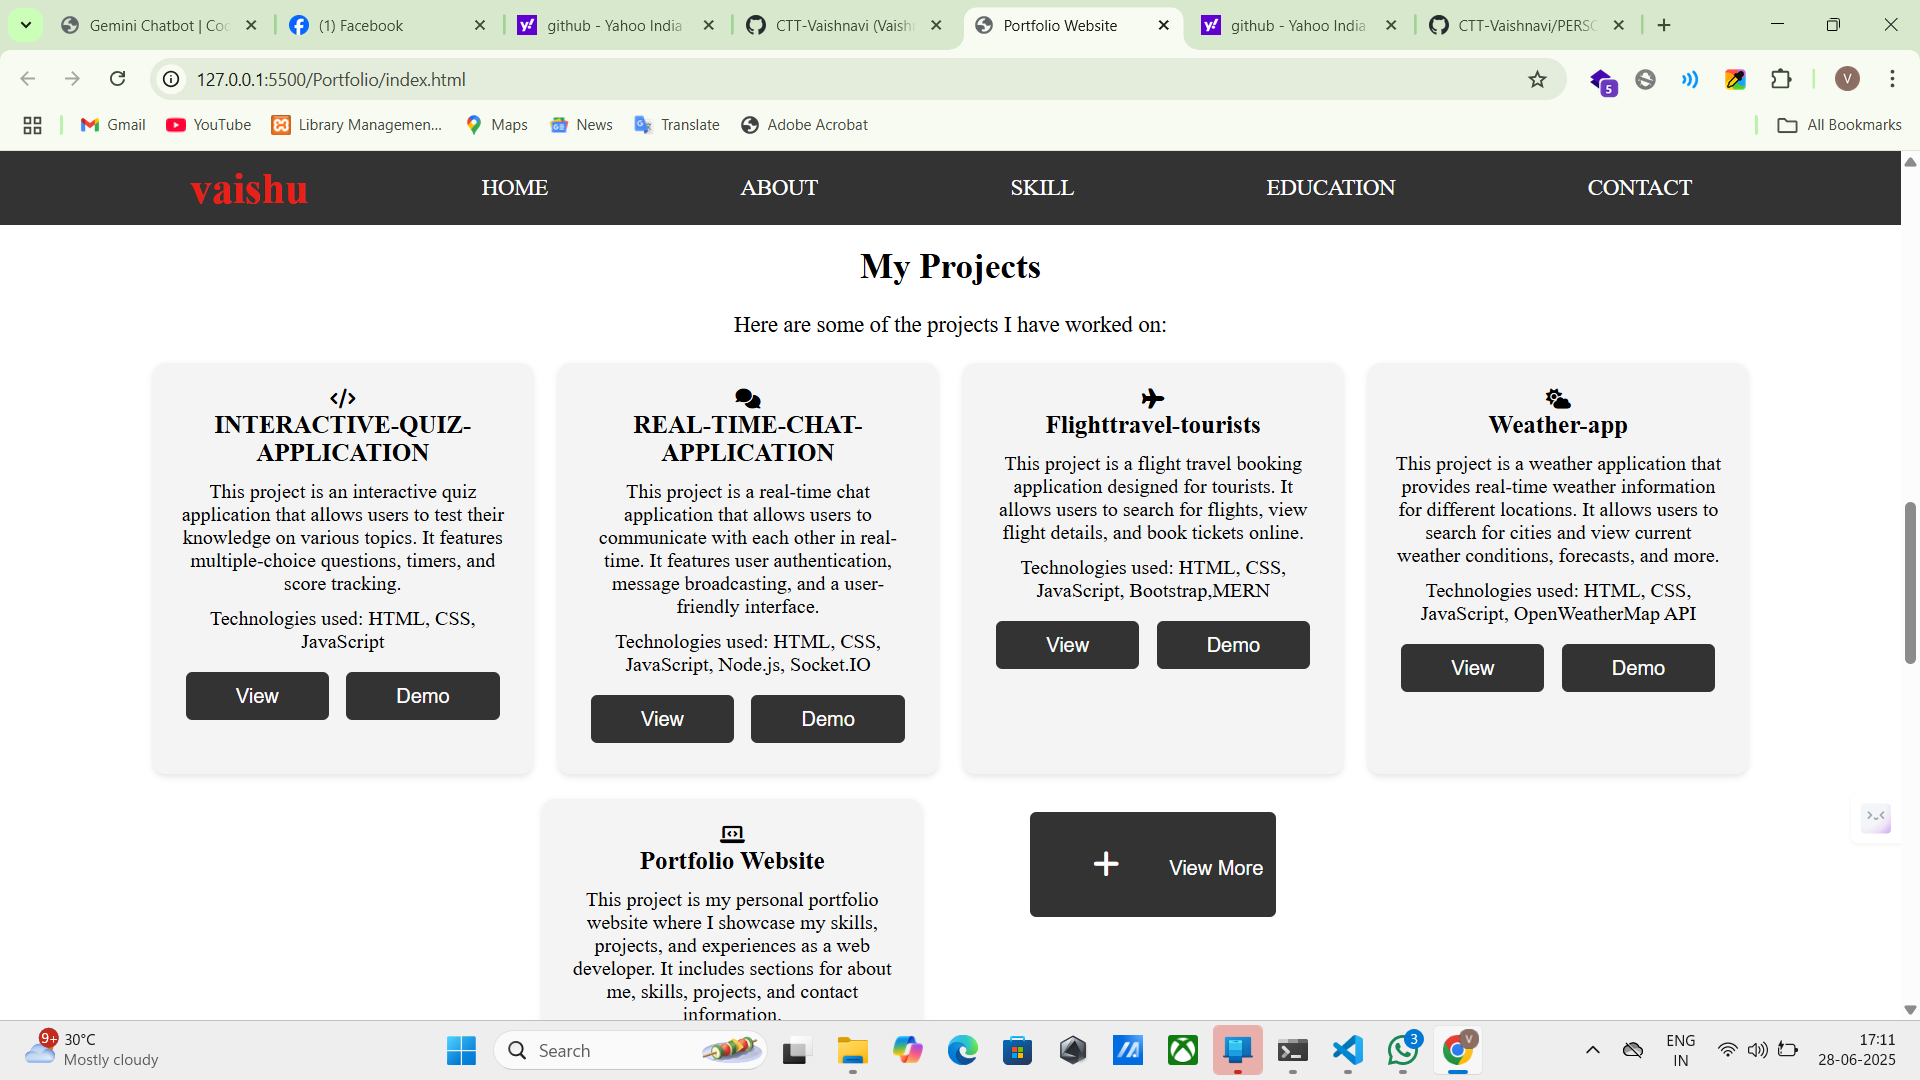 Gemini Chatbot | Coc
(1) Facebook
github - Yahoo India
CTT-Vaishnavi (Vaishn
Portfolio Website
github - Yahoo India
CTT-Vaishnavi/PERSC
127.0.0.1:5500/Portfolio/index.html
5
V
Gmail
YouTube
Library Managemen...
Maps
News
Translate
Adobe Acrobat
All Bookmarks
vaishu
HOME
ABOUT
SKILL
EDUCATION
CONTACT
My Projects
Here are some of the projects I have worked on:
INTERACTIVE-QUIZ-
APPLICATION
This project is an interactive quiz
application that allows users to test their
knowledge on various topics. It features
multiple-choice questions, timers, and
score tracking.
Technologies used: HTML, CSS,
JavaScript
View
Demo
REAL-TIME-CHAT-
APPLICATION
This project is a real-time chat
application that allows users to
communicate with each other in real-
time. It features user authentication,
message broadcasting, and a user-
friendly interface.
Technologies used: HTML, CSS,
JavaScript, Node.js, Socket.IO
View
Demo
Flighttravel-tourists
This project is a flight travel booking
application designed for tourists. It
allows users to search for flights, view
flight details, and book tickets online.
Technologies used: HTML, CSS,
JavaScript, Bootstrap,MERN
View
Demo
Weather-app
This project is a weather application that
provides real-time weather information
for different locations. It allows users to
search for cities and view current
weather conditions, forecasts, and more.
Technologies used: HTML, CSS,
JavaScript, OpenWeatherMap API
View
Demo
Portfolio Website
This project is my personal portfolio
website where I showcase my skills,
projects, and experiences as a web
developer. It includes sections for about
me, skills, projects, and contact
information.
+ View More
9+
30°C
Mostly cloudy
Search
3
V
ENG
IN
17:11
28-06-2025